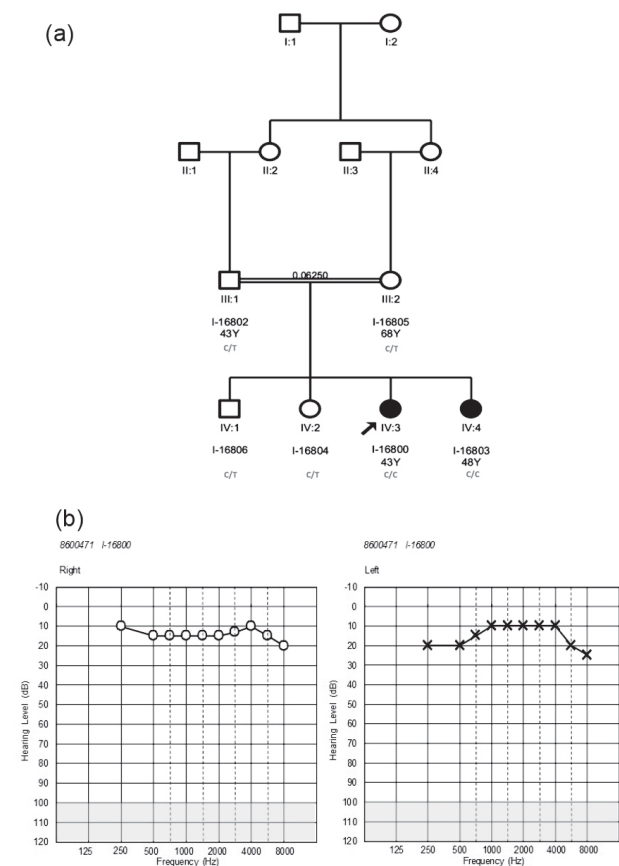 (a)
I:1 I:2
II:1 II:2 II:3 II:4
0.06250
III:1 III:2
I-16802 I-16805
43Y 68Y
C/T C/T
IV:1 IV:2 IV:3 IV:4
I-16806 I-16804 I-16800 I-16803
43Y 48Y
C/T C/T C/C C/C
(b)
8600471 I-16800
Right
-10
0
10
20
30
40
50
60
70
80
90
100
110
120
Hearing Level (dB)
125 250 500 1000 2000 4000 8000
Frequency (Hz)
8600471 I-16800
Left
-10
0
10
20
30
40
50
60
70
80
90
100
110
120
Hearing Level (dB)
125 250 500 1000 2000 4000 8000
Frequency (Hz)